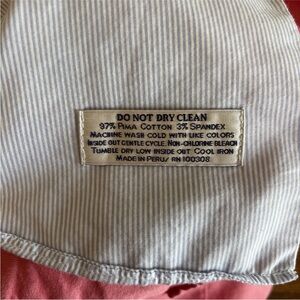 DO NOT DRY CLEAN
97% PIMA COTTON 3% SPANDEX
MACHINE WASH COLD WITH LIKE COLORS
INSIDE OUT GENTLE CYCLE. NON-CHLORINE BLEACH
TUMBLE DRY LOW INSIDE OUT COOL IRON
MADE IN PERU/ RN 100308